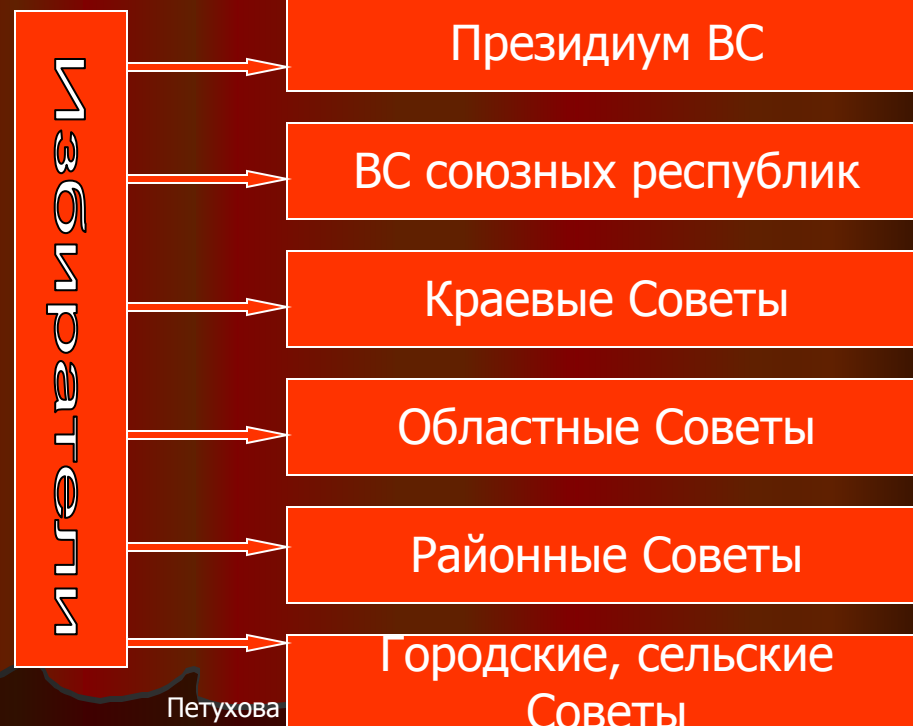 Избиратели
Президиум ВС
ВС союзных республик
Краевые Советы
Областные Советы
Районные Советы
Городские, сельские
Советы
Петухова